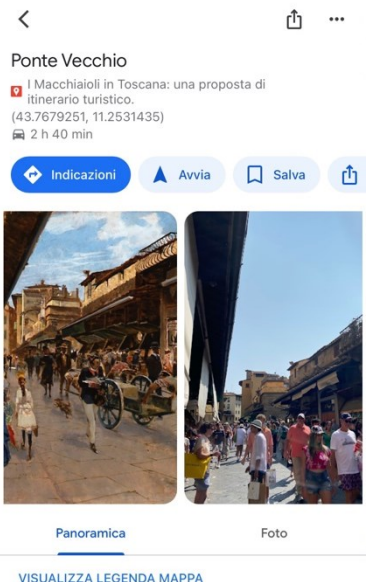 Ponte Vecchio
I Macchiaioli in Toscana: una proposta di
itinerario turistico.
(43.7679251, 11.2531435)
2 h 40 min
Indicazioni
Avvia
Salva
Panoramica
Foto
VISUALIZZA LEGENDA MAPPA